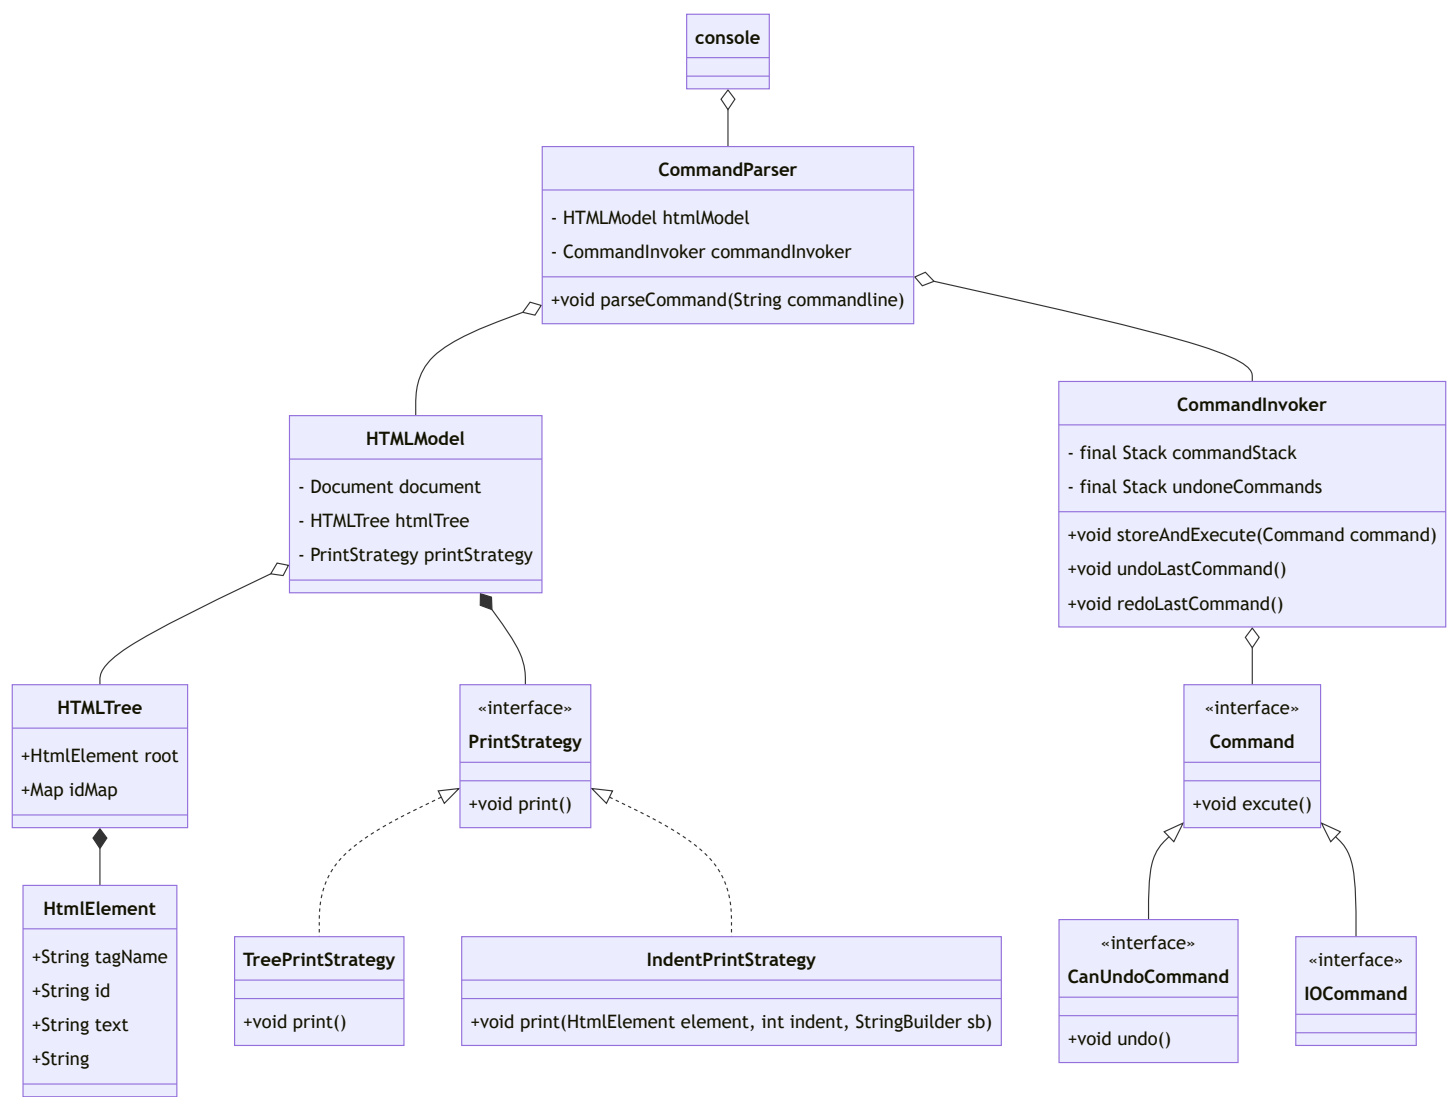 console
CommandParser
- HTMLModel htmlModel
- CommandInvoker commandInvoker
+void parseCommand(String commandline)
HTMLModel
- Document document
- HTMLTree htmlTree
- PrintStrategy printStrategy
CommandInvoker
- final Stack commandStack
- final Stack undoneCommands
+void storeAndExecute(Command command)
+void undoLastCommand()
+void redoLastCommand()
HTMLTree
+HtmlElement root
+Map idMap
«interface»
PrintStrategy
+void print()
«interface»
Command
+void excute()
HtmlElement
+String tagName
+String id
+String text
+String
TreePrintStrategy
+void print()
IndentPrintStrategy
+void print(HtmlElement element, int indent, StringBuilder sb)
«interface»
CanUndoCommand
+void undo()
«interface»
IOCommand